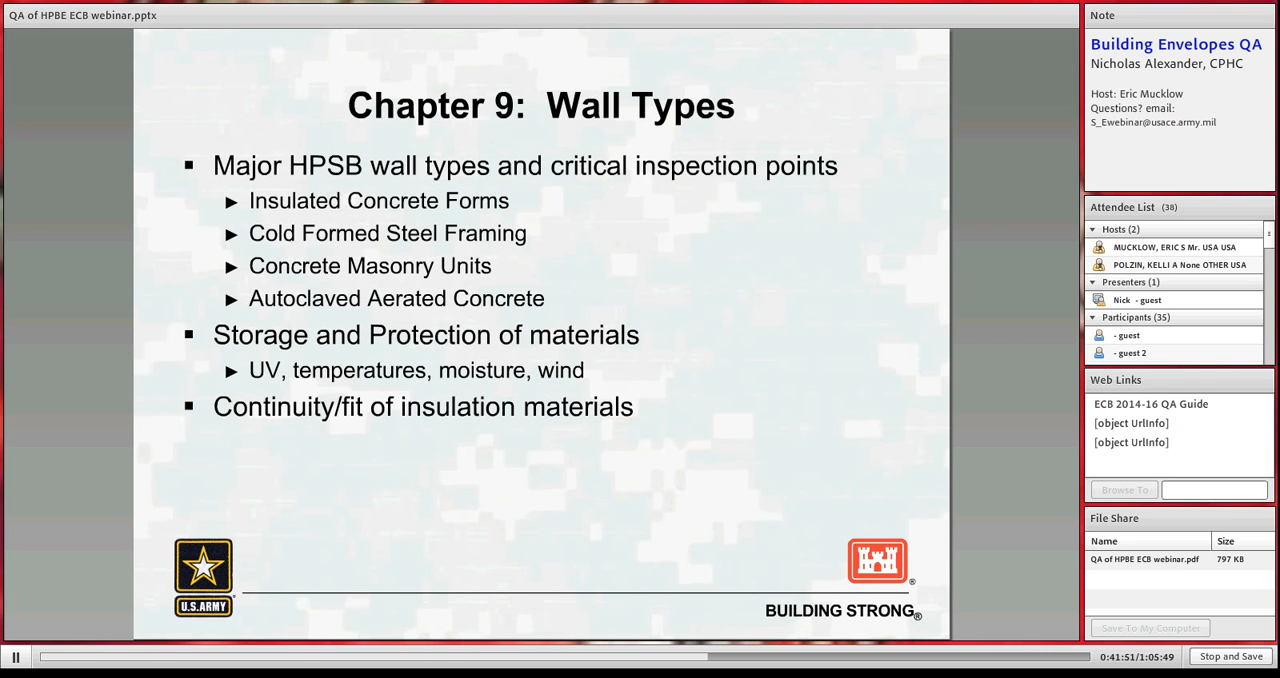 QA of HPBE ECB webinar.pptx
Chapter 9: Wall Types
▪ Major HPSB wall types and critical inspection points
► Insulated Concrete Forms
► Cold Formed Steel Framing
► Concrete Masonry Units
► Autoclaved Aerated Concrete
▪ Storage and Protection of materials
► UV, temperatures, moisture, wind
▪ Continuity/fit of insulation materials
U.S.ARMY
BUILDING STRONG®
Note
Building Envelopes QA
Nicholas Alexander, CPHC
Host: Eric Mucklow
Questions? email:
S_Ewebinar@usace.army.mil
Attendee List (38)
Hosts (2)
MUCKLOW, ERIC S Mr. USA USA
POLZIN, KELLI A None OTHER USA
Presenters (1)
Nick - guest
Participants (35)
- guest
- guest 2
Web Links
ECB 2014-16 QA Guide
[object UrlInfo]
[object UrlInfo]
Browse To
File Share
Name Size
QA of HPBE ECB webinar.pdf 797 KB
Save To My Computer
0:41:51/1:05:49
Stop and Save